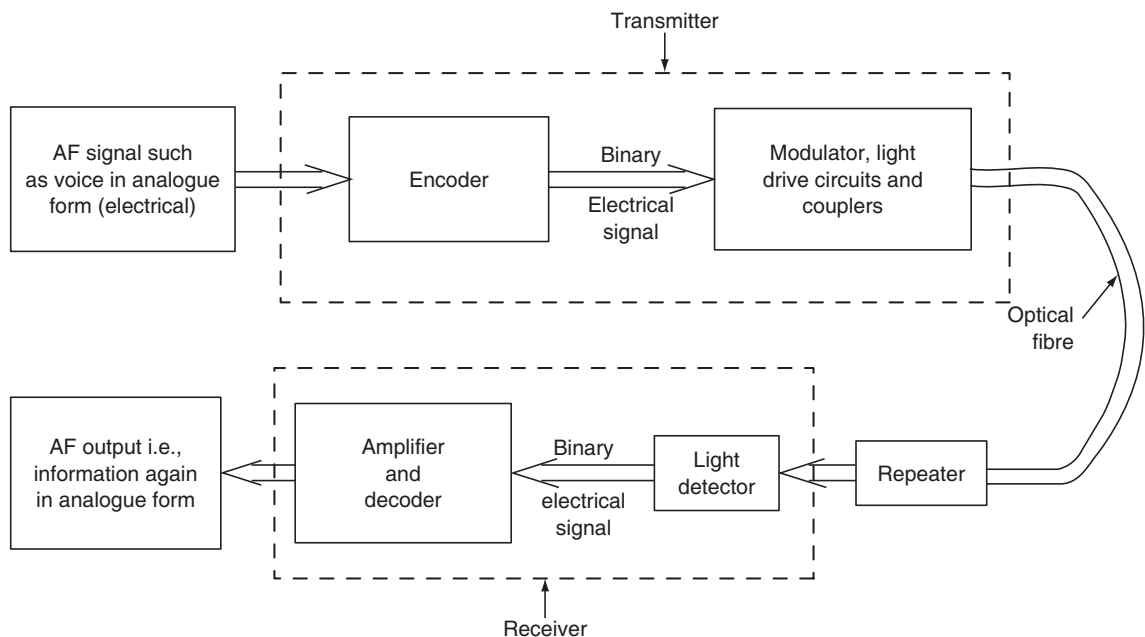 Transmitter
AF signal such
as voice in analogue
form (electrical)
Encoder
Binary
Electrical
signal
Modulator, light
drive circuits and
couplers
Optical
fibre
AF output i.e.,
information again
in analogue form
Amplifier
and
decoder
Binary
electrical
signal
Light
detector
Repeater
Receiver